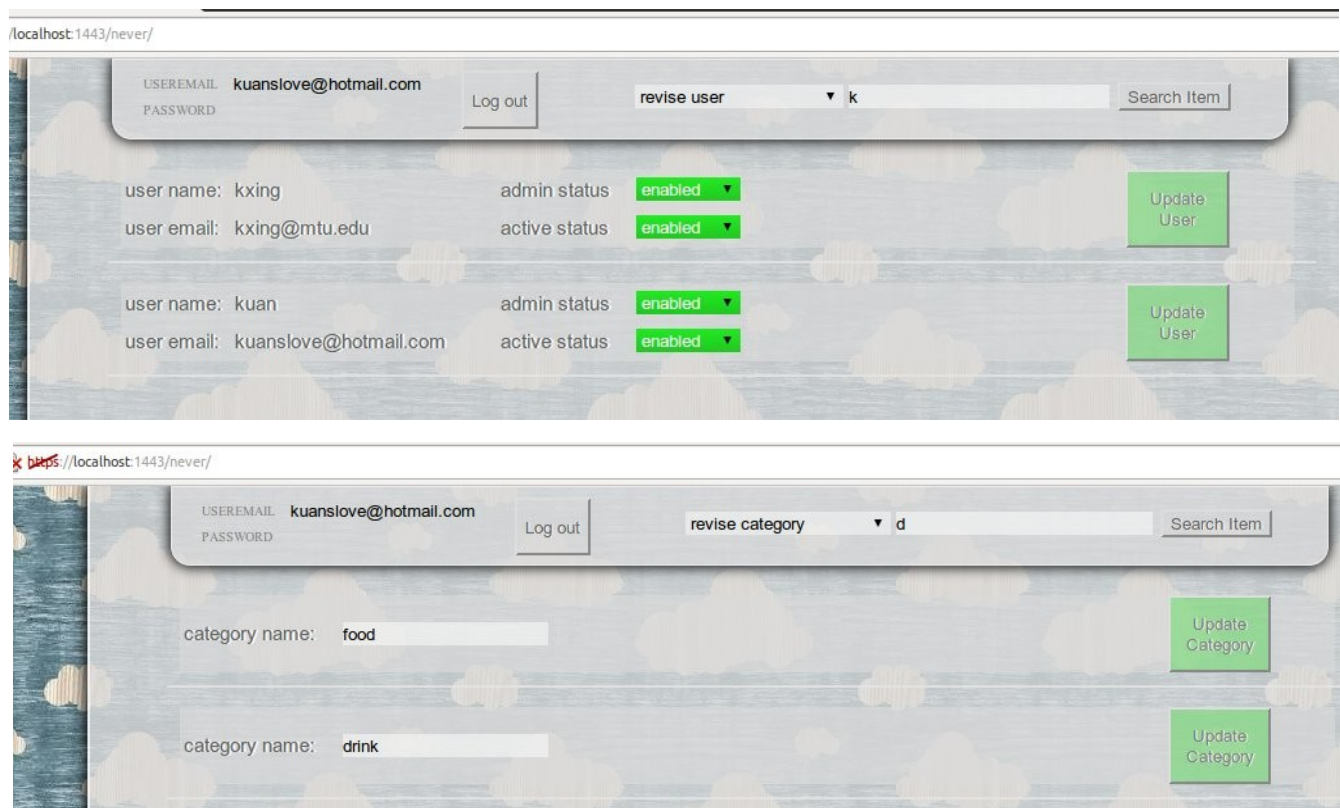 /localhost:1443/never/
USEREMAIL kuanslove@hotmail.com
PASSWORD
Log out
revise user ▼ k
Search Item
user name: kxing admin status enabled ▼
user email: kxing@mtu.edu active status enabled ▼
Update
User
user name: kuan admin status enabled ▼
user email: kuanslove@hotmail.com active status enabled ▼
Update
User
https://localhost:1443/never/
USEREMAIL kuanslove@hotmail.com
PASSWORD
Log out
revise category ▼ d
Search Item
category name: food
Update
Category
category name: drink
Update
Category